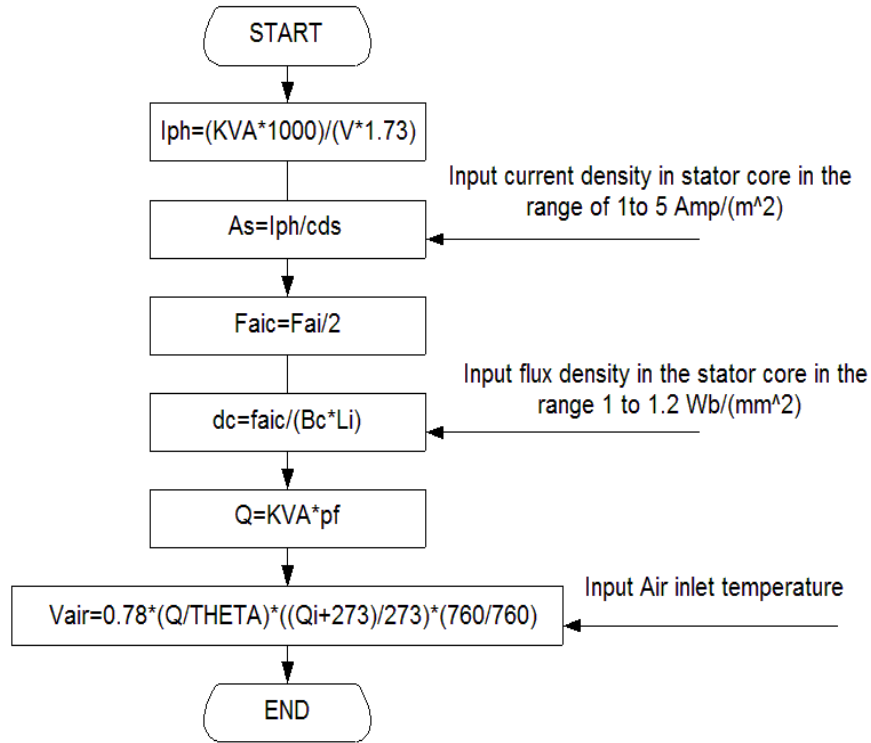 START
Iph=(KVA*1000)/(V*1.73)
Input current density in stator core in the
range of 1to 5 Amp/(m^2)
As=Iph/cds
Faic=Fai/2
Input flux density in the stator core in the
range 1 to 1.2 Wb/(mm^2)
dc=faic/(Bc*Li)
Q=KVA*pf
Input Air inlet temperature
Vair=0.78*(Q/THETA)*((Qi+273)/273)*(760/760)
END